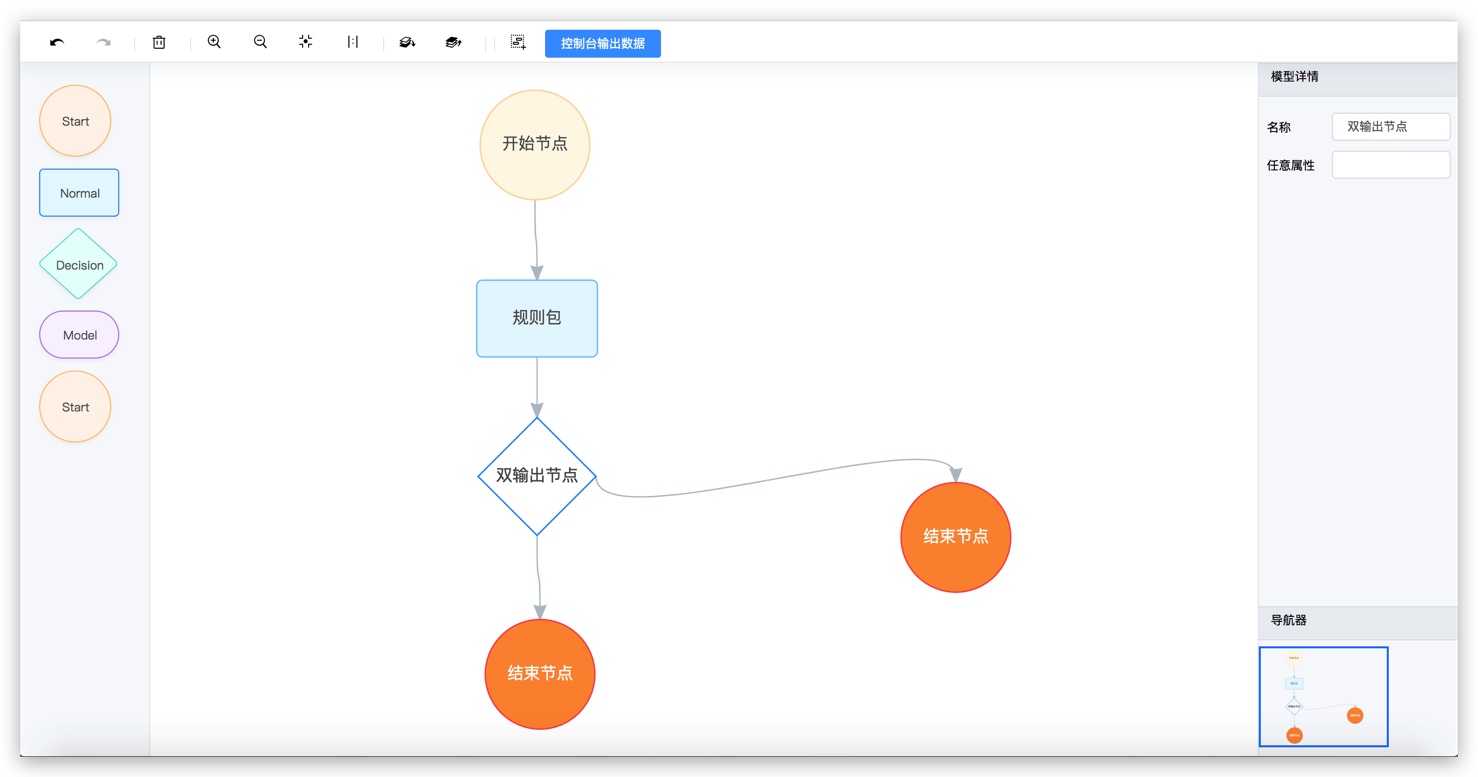 控制台输出数据
Start
Normal
Decision
Model
Start
开始节点
规则包
双输出节点
结束节点
结束节点
模型详情
名称
双输出节点
任意属性
导航器